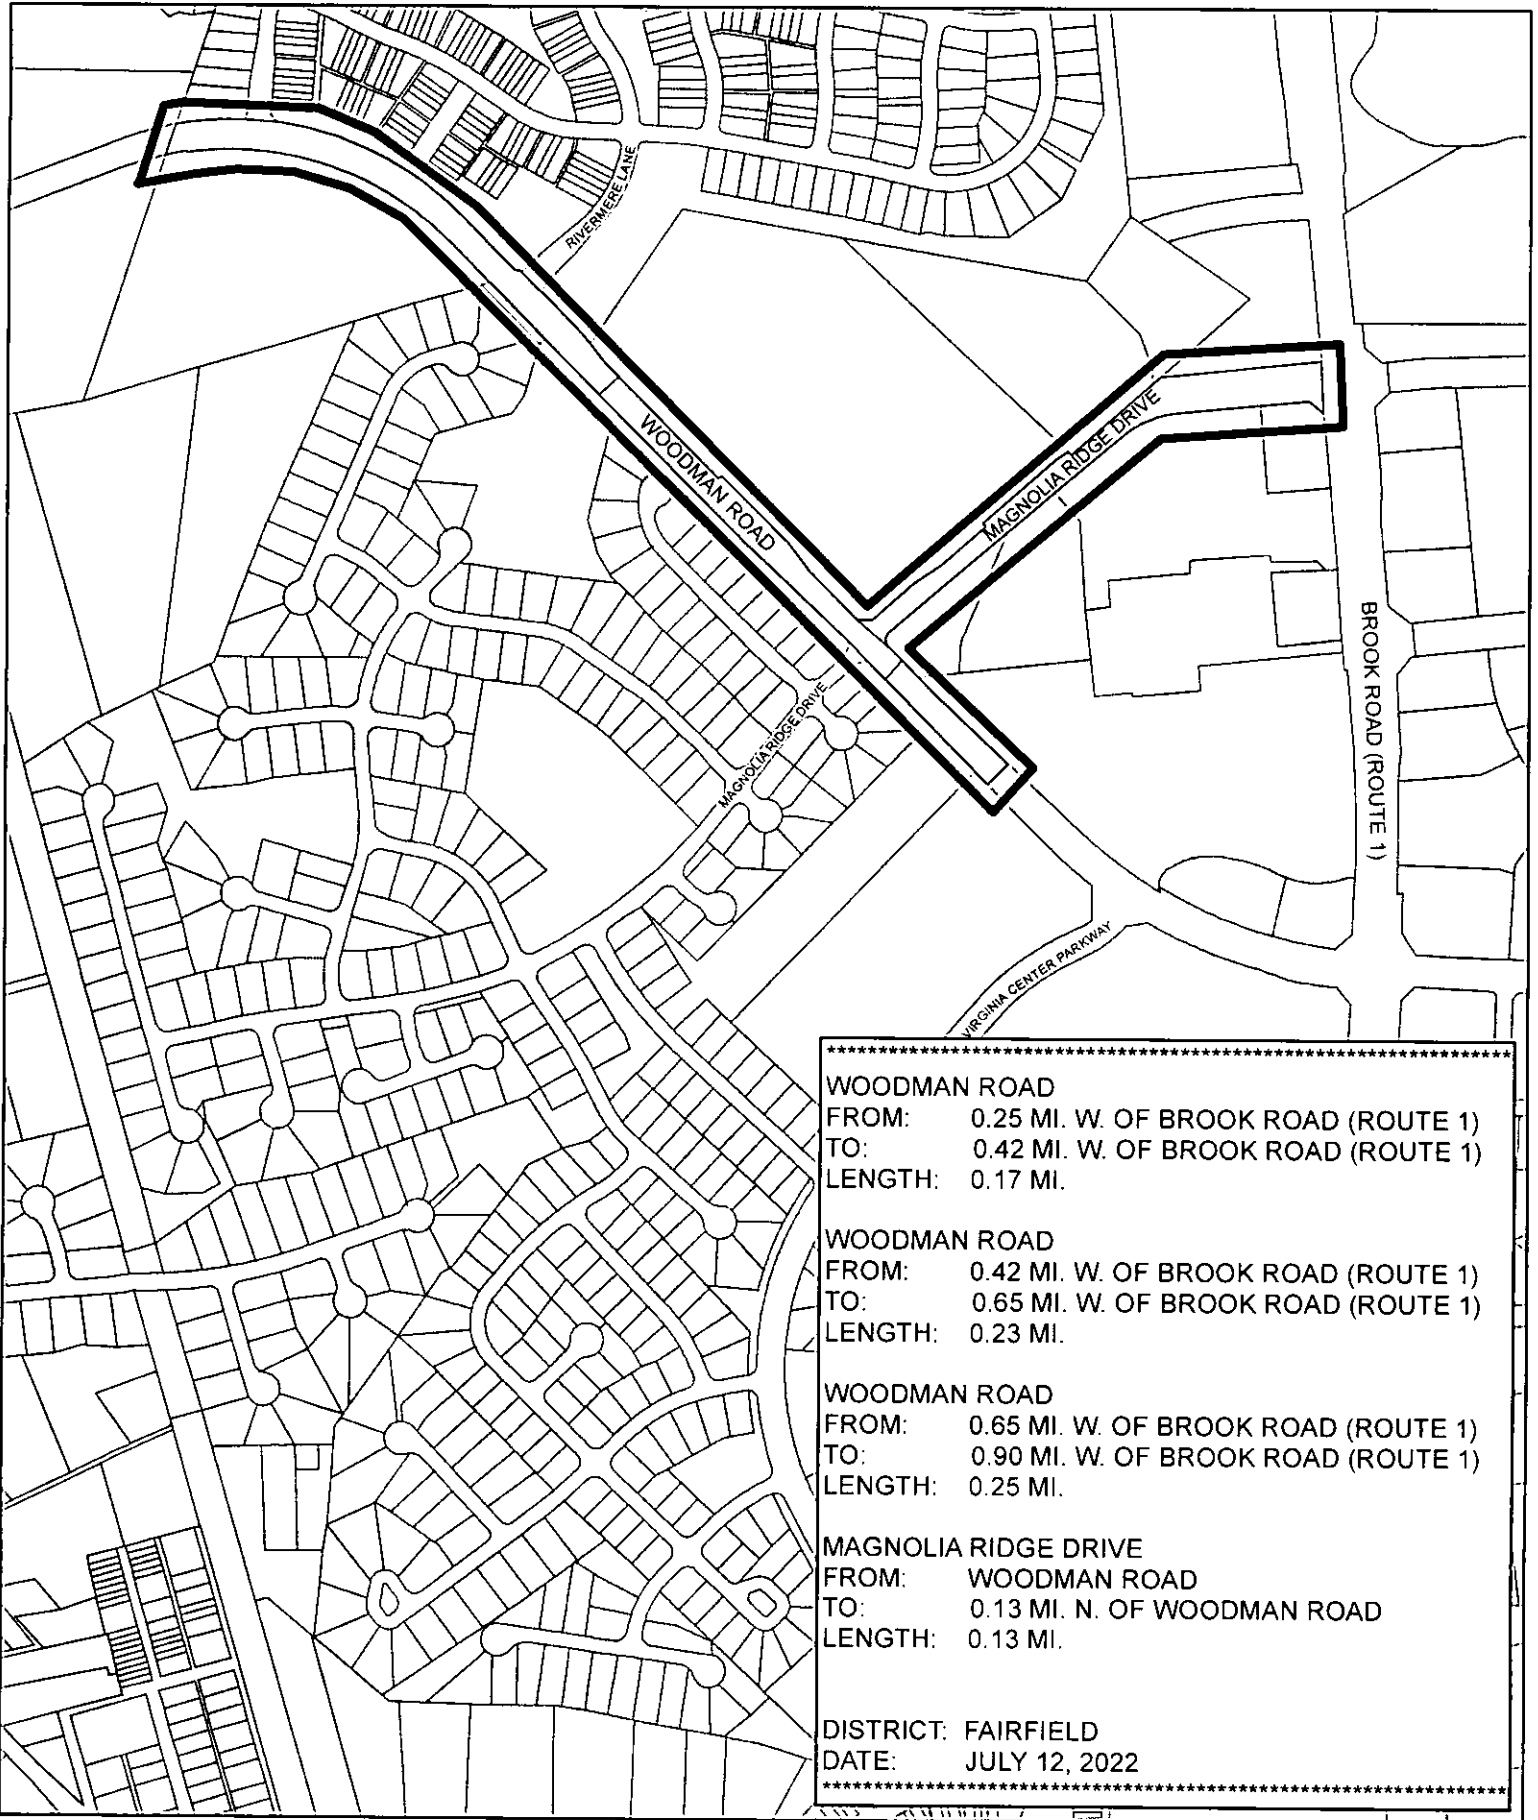 RIVERMERE LANE
WOODMAN ROAD
MAGNOLIA RIDGE DRIVE
BROOK ROAD (ROUTE 1)
MAGNOLIA RIDGE DRIVE
VIRGINIA CENTER PARKWAY
********************************************************************
WOODMAN ROAD
FROM: 0.25 MI. W. OF BROOK ROAD (ROUTE 1)
TO: 0.42 MI. W. OF BROOK ROAD (ROUTE 1)
LENGTH: 0.17 MI.
WOODMAN ROAD
FROM: 0.42 MI. W. OF BROOK ROAD (ROUTE 1)
TO: 0.65 MI. W. OF BROOK ROAD (ROUTE 1)
LENGTH: 0.23 MI.
WOODMAN ROAD
FROM: 0.65 MI. W. OF BROOK ROAD (ROUTE 1)
TO: 0.90 MI. W. OF BROOK ROAD (ROUTE 1)
LENGTH: 0.25 MI.
MAGNOLIA RIDGE DRIVE
FROM: WOODMAN ROAD
TO: 0.13 MI. N. OF WOODMAN ROAD
LENGTH: 0.13 MI.
DISTRICT: FAIRFIELD
DATE: JULY 12, 2022
********************************************************************